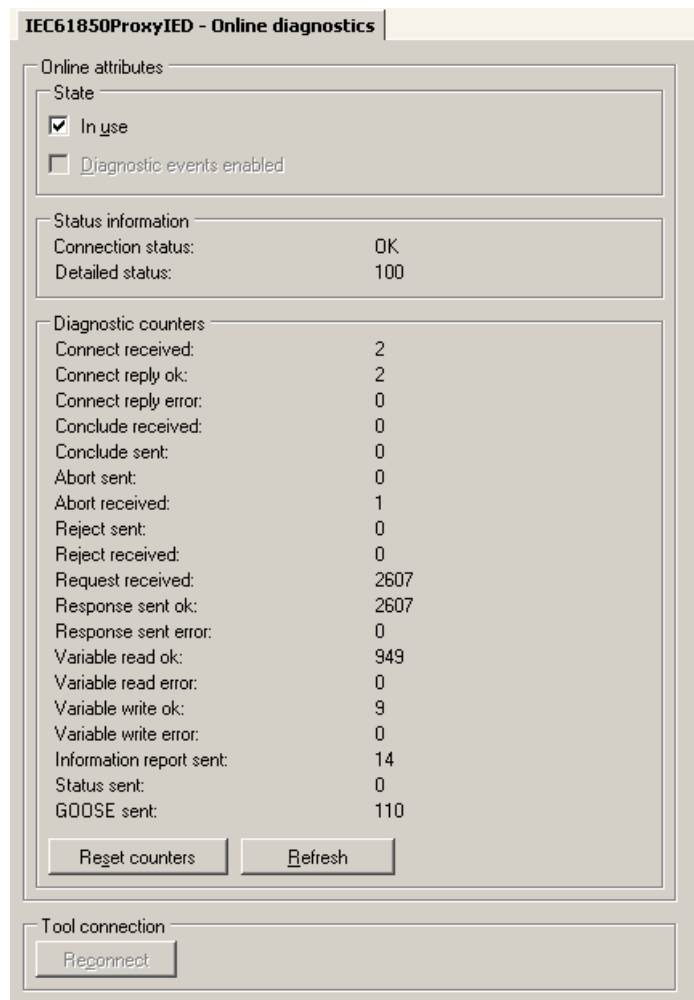 IEC61850ProxyIED - Online diagnostics
Online attributes
State
In use
Diagnostic events enabled
Status information
Connection status: OK
Detailed status: 100
Diagnostic counters
Connect received: 2
Connect reply ok: 2
Connect reply error: 0
Conclude received: 0
Conclude sent: 0
Abort sent: 0
Abort received: 1
Reject sent: 0
Reject received: 0
Request received: 2607
Response sent ok: 2607
Response sent error: 0
Variable read ok: 949
Variable read error: 0
Variable write ok: 9
Variable write error: 0
Information report sent: 14
Status sent: 0
GOOSE sent: 110
Reset counters Refresh
Tool connection
Reconnect